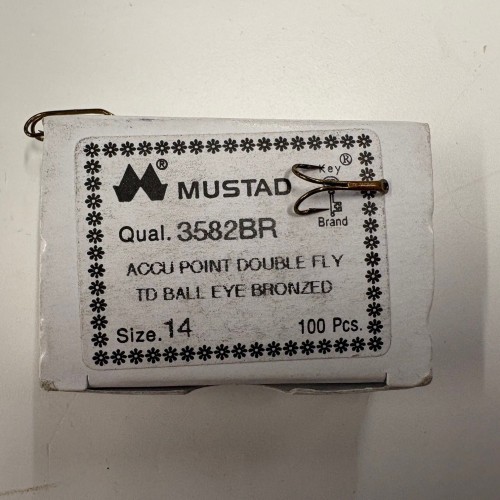 ® Key®
MUSTAD
Brand
Qual. 3582BR
ACCU POINT DOUBLE FLY
TD BALL EYE BRONZED
Size. 14 100 Pcs.